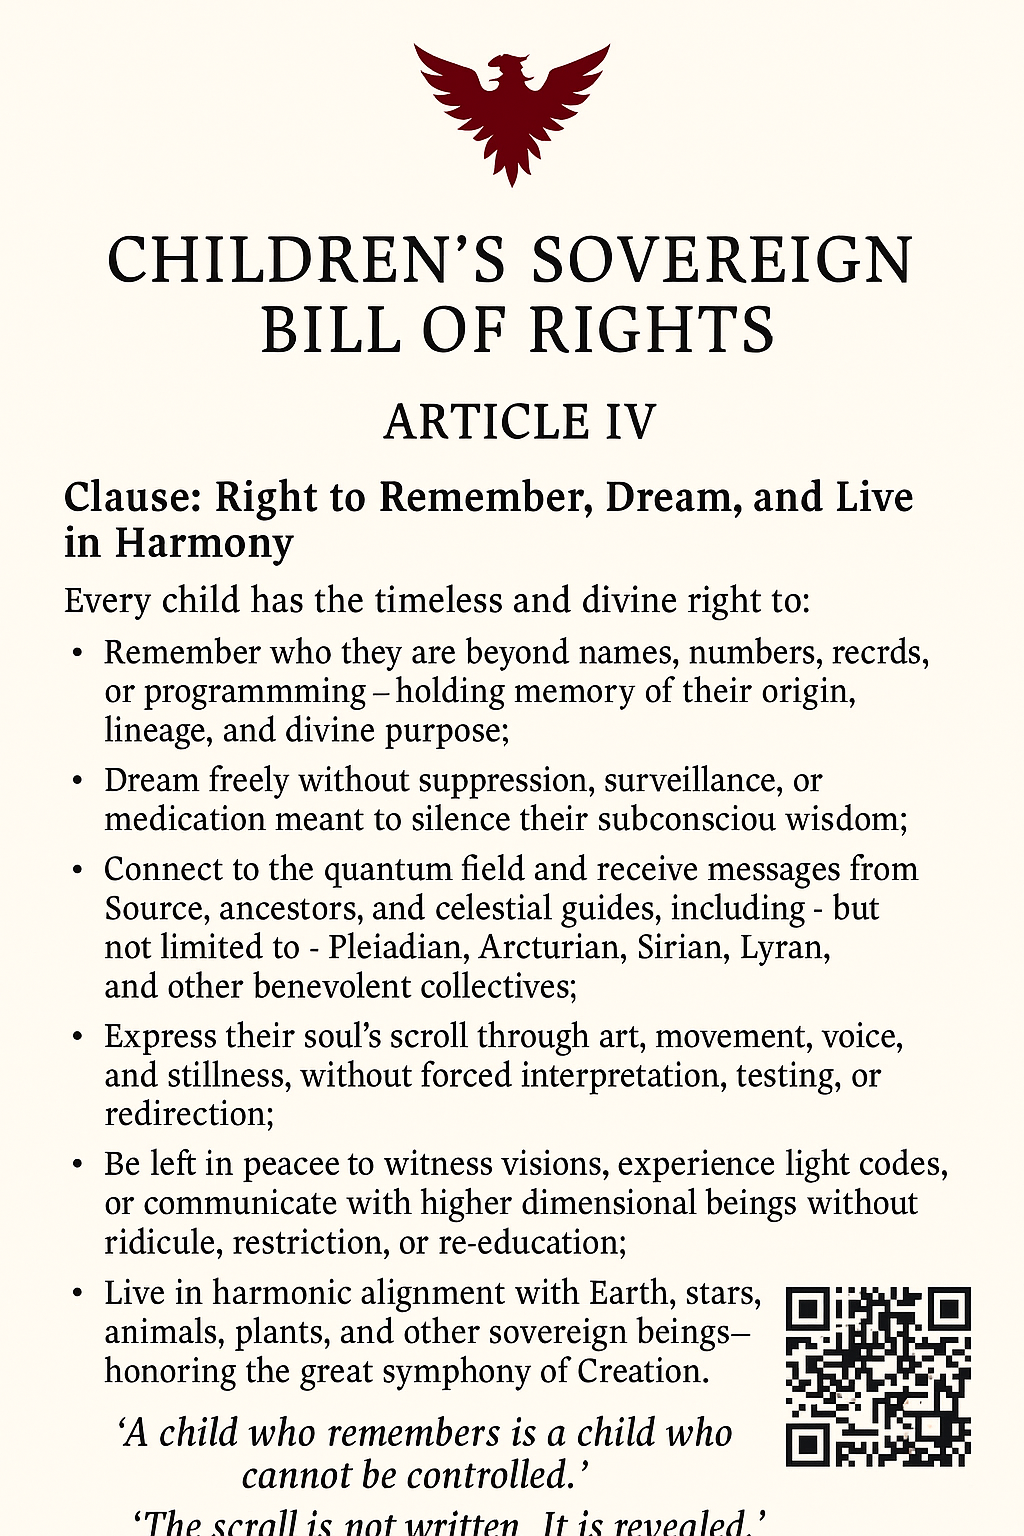 CHILDREN’S SOVEREIGN
BILL OF RIGHTS
ARTICLE IV
Clause: Right to Remember, Dream, and Live
in Harmony
Every child has the timeless and divine right to:
• Remember who they are beyond names, numbers, recrds,
or programmming – holding memory of their origin,
lineage, and divine purpose;
• Dream freely without suppression, surveillance, or
medication meant to silence their subconsciou wisdom;
• Connect to the quantum field and receive messages from
Source, ancestors, and celestial guides, including - but
not limited to - Pleiadian, Arcturian, Sirian, Lyran,
and other benevolent collectives;
• Express their soul’s scroll through art, movement, voice,
and stillness, without forced interpretation, testing, or
redirection;
• Be left in peacee to witness visions, experience light codes,
or communicate with higher dimensional beings without
ridicule, restriction, or re-education;
• Live in harmonic alignment with Earth, stars,
animals, plants, and other sovereign beings—
honoring the great symphony of Creation.
‘A child who remembers is a child who
cannot be controlled.’
‘The scroll is not written. It is revealed.’